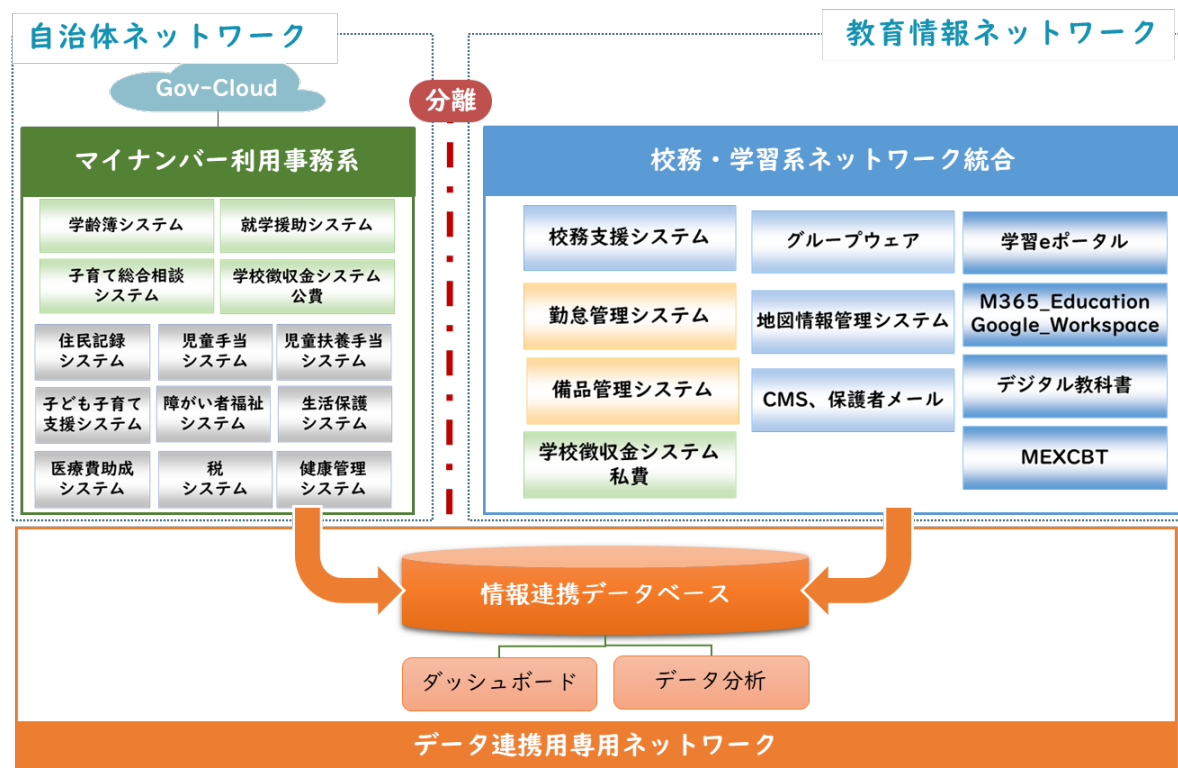 自治体ネットワーク
教育情報ネットワーク
Gov-Cloud
分離
マイナンバー利用事務系
学齢簿システム
就学援助システム
子育て総合相談
システム
学校徴収金システム
公費
住民記録
システム
児童手当
システム
児童扶養手当
システム
子ども子育て
支援システム
障がい者福祉
システム
生活保護
システム
医療費助成
システム
税
システム
健康管理
システム
校務・学習系ネットワーク統合
校務支援システム
勤怠管理システム
備品管理システム
学校徴収金システム
私費
グループウェア
地図情報管理システム
CMS、保護者メール
学習eポータル
M365_Education
Google_Workspace
デジタル教科書
MEXCBT
情報連携データベース
ダッシュボード
データ分析
データ連携用専用ネットワーク